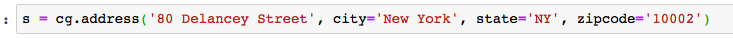 : s = cg.address('80 Delancey Street', city='New York', state='NY', zipcode='10002')